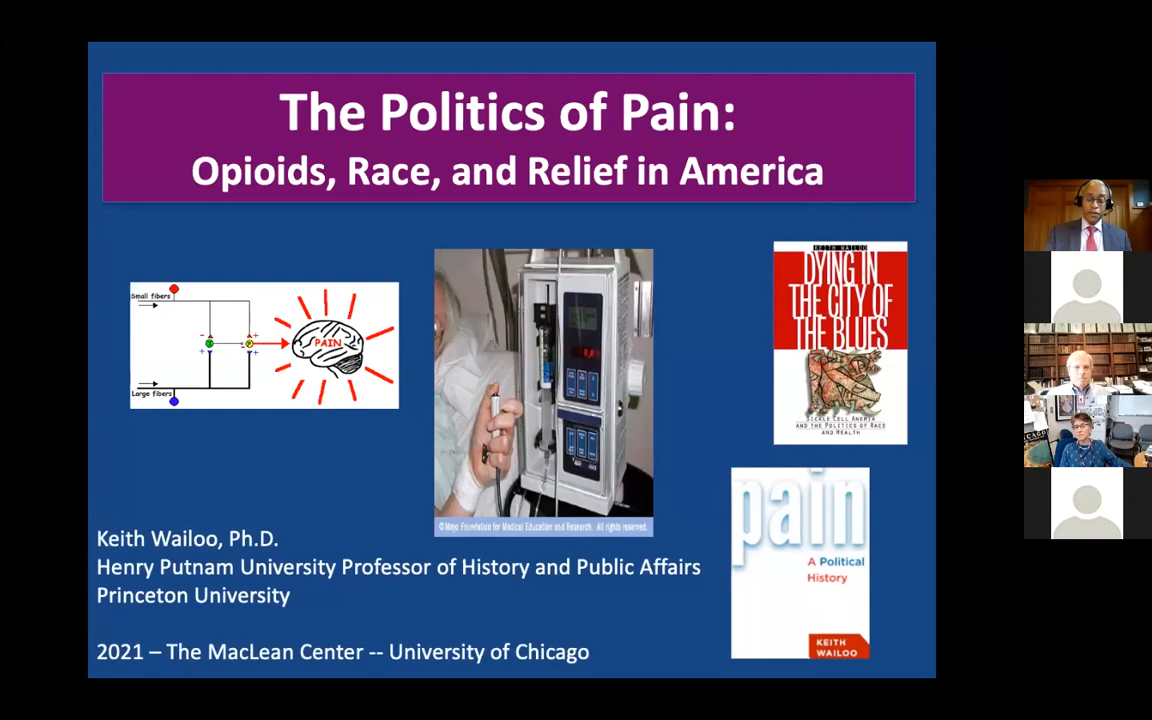 The Politics of Pain:
Opioids, Race, and Relief in America
Small fibers
PAIN
Large fibers
©Mayo Foundation for Medical Education and Research. All rights reserved.
KEITH WAILOO
DYING IN
THE CITY OF
THE BLUES
SICKLE CELL ANEMIA
AND THE POLITICS OF RACE
AND HEALTH
pain
A Political
History
KEITH
WAILOO
Keith Wailoo, Ph.D.
Henry Putnam University Professor of History and Public Affairs
Princeton University
2021 – The MacLean Center -- University of Chicago